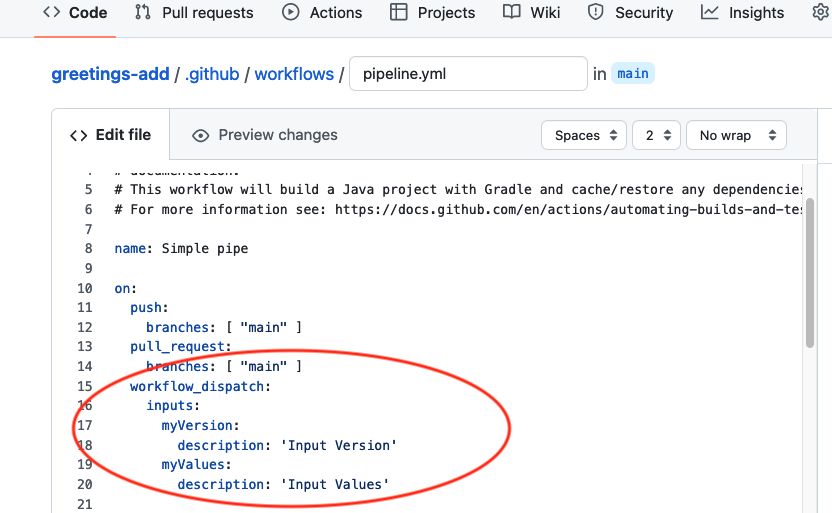 Code Pull requests Actions Projects Wiki Security Insights
greetings-add / .github / workflows / pipeline.yml in main
Edit file Preview changes Spaces 2 No wrap
4 # documentation.
5 # This workflow will build a Java project with Gradle and cache/restore any dependencies
6 # For more information see: https://docs.github.com/en/actions/automating-builds-and-tes
7
8 name: Simple pipe
9
10 on:
11 push:
12 branches: [ "main" ]
13 pull_request:
14 branches: [ "main" ]
15 workflow_dispatch:
16 inputs:
17 myVersion:
18 description: 'Input Version'
19 myValues:
20 description: 'Input Values'
21